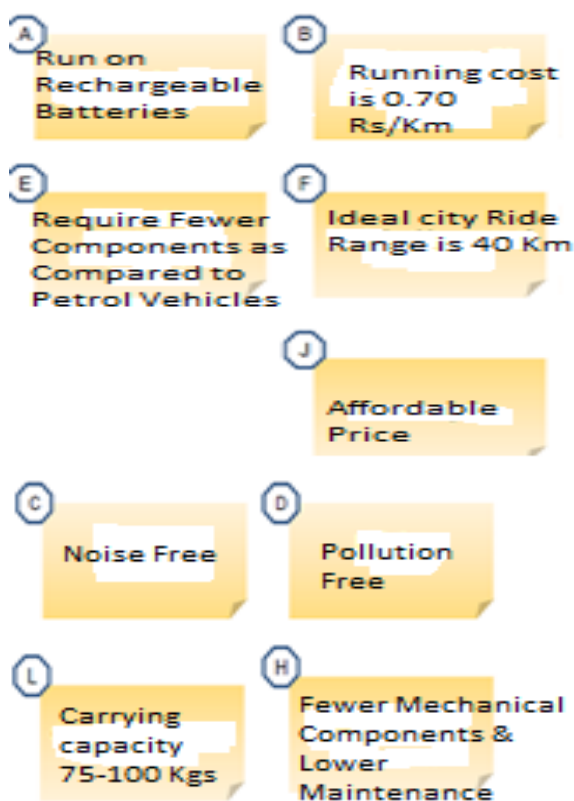 A
Run on
Rechargeable
Batteries
B
Running cost
is 0.70
Rs/Km
E
Require Fewer
Components as
Compared to
Petrol Vehicles
F
Ideal city Ride
Range is 40 Km
J
Affordable
Price
C
Noise Free
D
Pollution
Free
L
Carrying
capacity
75-100 Kgs
H
Fewer Mechanical
Components &
Lower
Maintenance